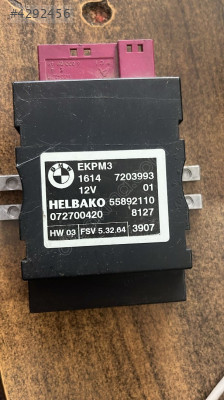 #4292456
EKPM3
1614 7203993
12V 01
HELBAKO 55892110
072700420 8127
HW 03 FSV 5.32.64 3907